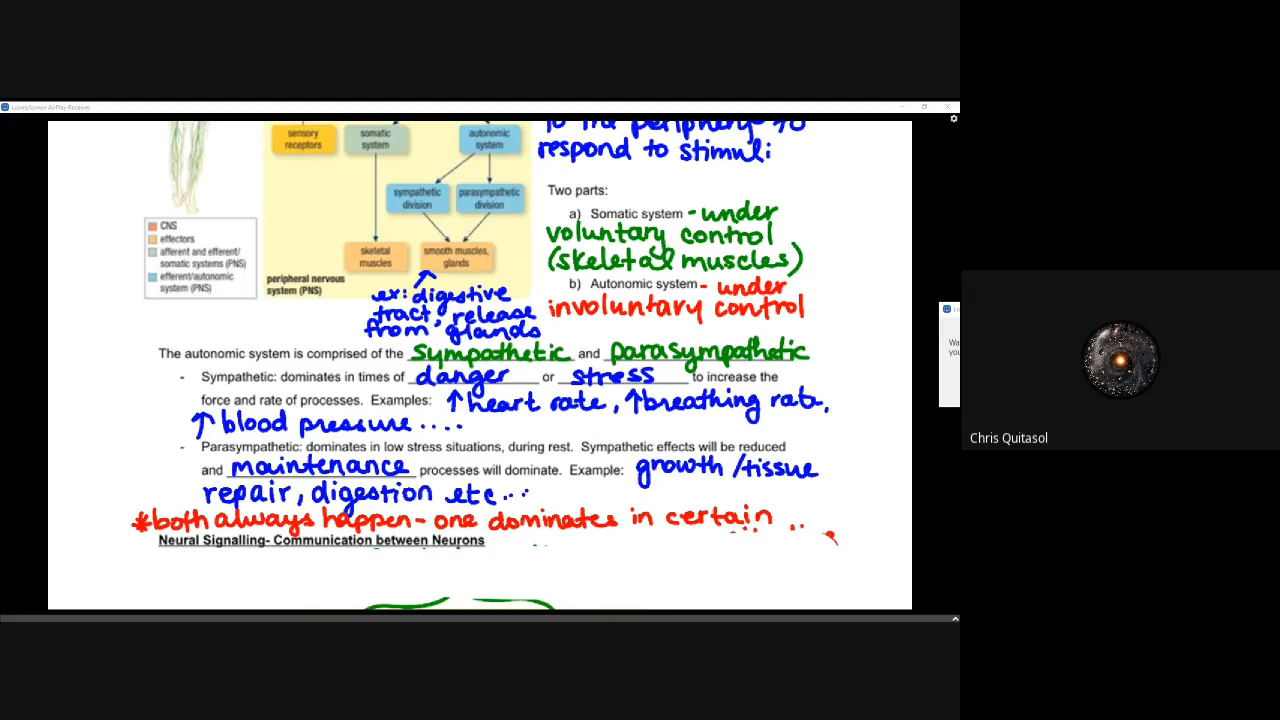 LonelyScreen AirPlay Receiver
to the periphery to
respond to stimuli
sensory receptors
somatic system
autonomic system
sympathetic division
parasympathetic division
skeletal muscles
smooth muscles, glands
peripheral nervous system (PNS)
CNS
effectors
afferent and efferent/
somatic systems (PNS)
efferent/autonomic
system (PNS)
ex: digestive
tract, release
from glands
Two parts:
a) Somatic system - under
voluntary control
(skeletal muscles)
b) Autonomic system - under
involuntary control
The autonomic system is comprised of the sympathetic and parasympathetic
- Sympathetic: dominates in times of danger or stress to increase the
force and rate of processes. Examples: ↑heart rate, ↑breathing rate,
↑ blood pressure ....
- Parasympathetic: dominates in low stress situations, during rest. Sympathetic effects will be reduced
and maintenance processes will dominate. Example: growth/tissue
repair, digestion etc...
*both always happen - one dominates in certain
Neural Signalling- Communication between Neurons
Chris Quitasol